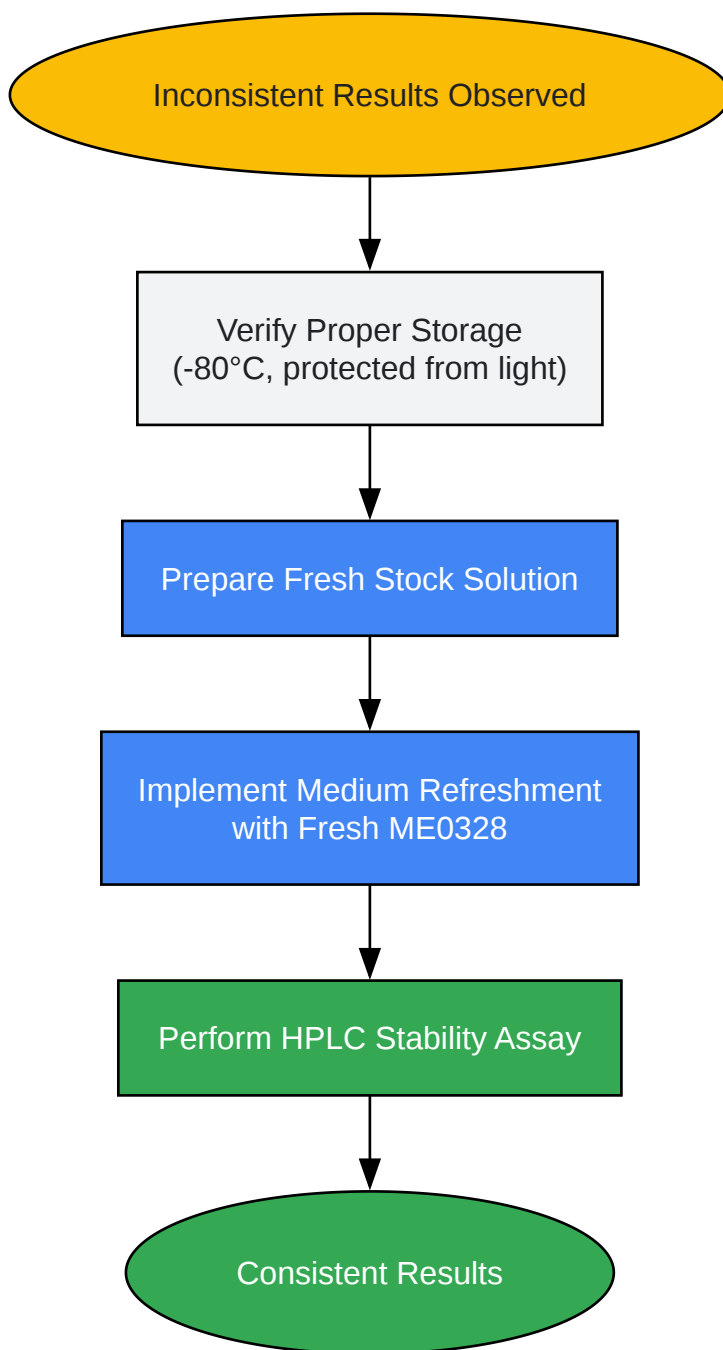 Inconsistent Results Observed
Verify Proper Storage
(-80°C, protected from light)
Prepare Fresh Stock Solution
Implement Medium Refreshment
with Fresh ME0328
Perform HPLC Stability Assay
Consistent Results